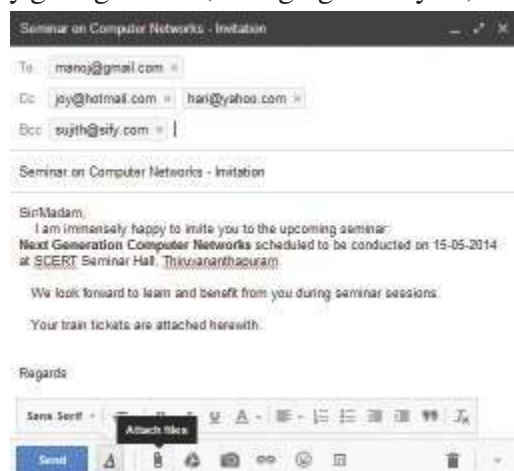 Seminar on Computer Networks - Invitation
To manoj@gmail.com
Cc joy@hotmail.com hari@yahoo.com
Bcc sujith@sify.com
Seminar on Computer Networks - Invitation
Sir/Madam,
I am immensely happy to invite you to the upcoming seminar
Next Generation Computer Networks scheduled to be conducted on 15-05-2014
at SCERT Seminar Hall, Thiruvananthapuram.
We look forward to learn and benefit from you during seminar sessions.
Your train tickets are attached herewith.
Regards
Sans Serif
Attach files
Send